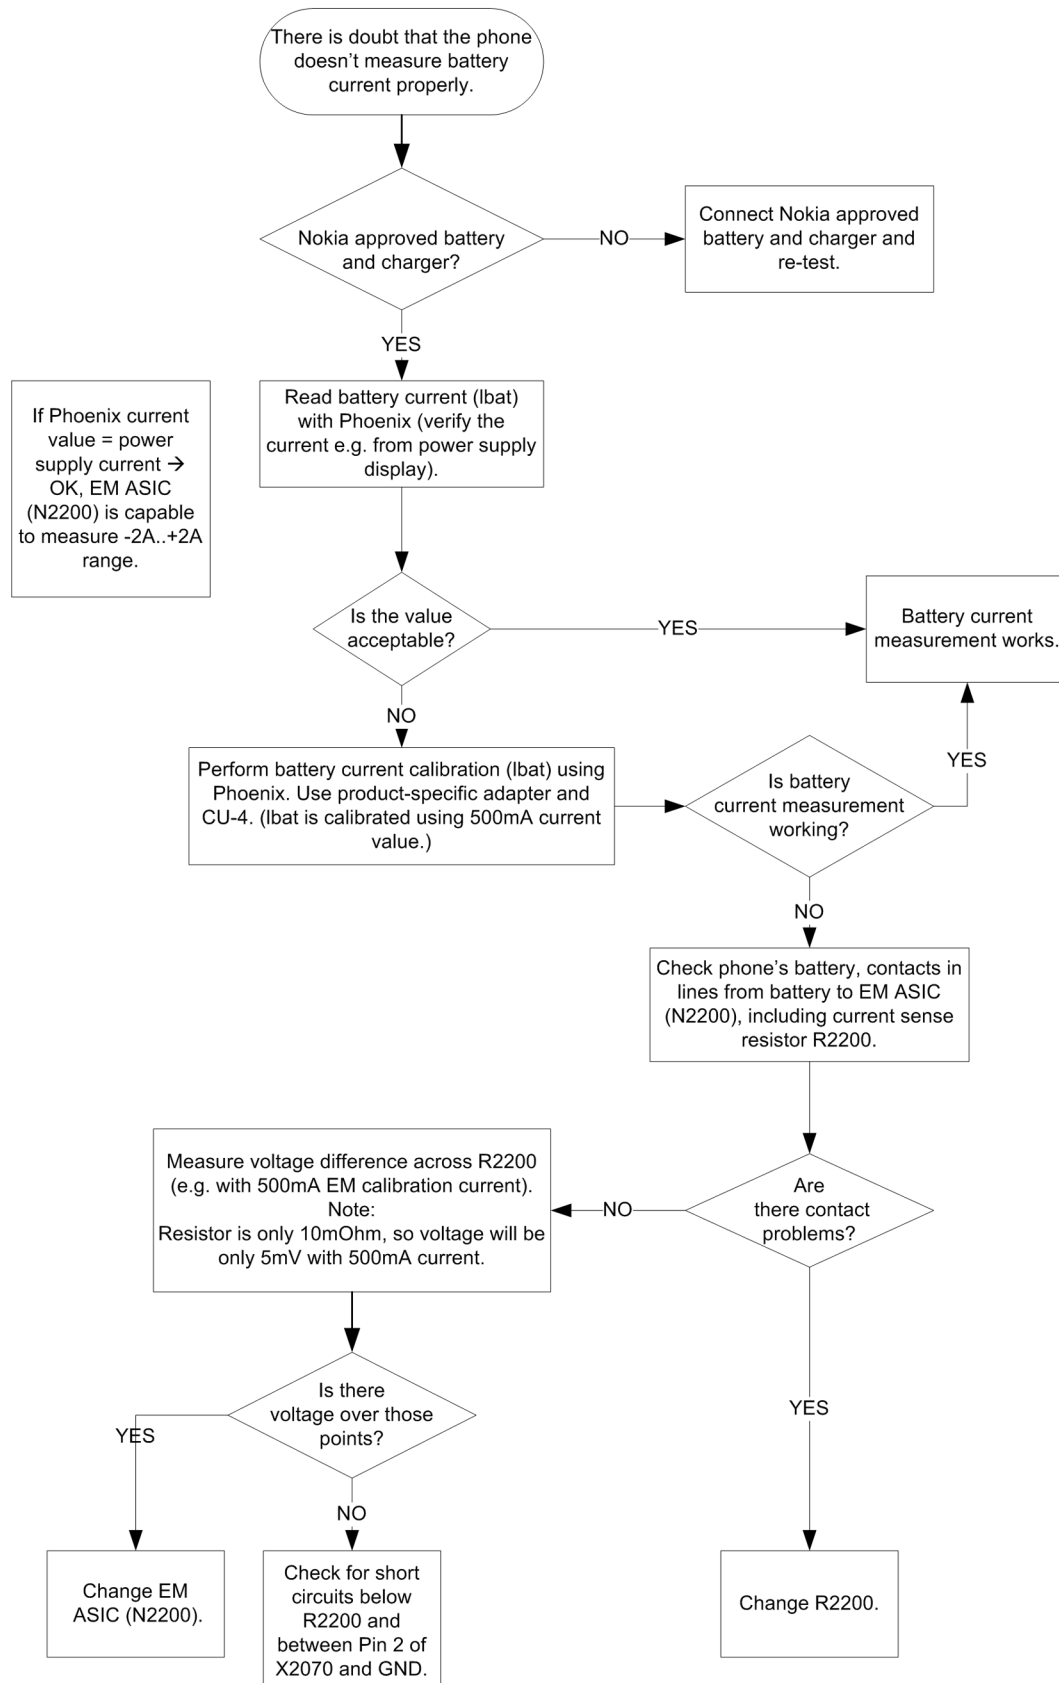 There is doubt that the phone
doesn't measure battery
current properly.
Nokia approved battery
and charger?
NO
Connect Nokia approved
battery and charger and
re-test.
YES
Read battery current (Ibat)
with Phoenix (verify the
current e.g. from power supply
display).
If Phoenix current
value = power
supply current →
OK, EM ASIC
(N2200) is capable
to measure -2A..+2A
range.
Is the value
acceptable?
YES
Battery current
measurement works.
NO
Perform battery current calibration (Ibat) using
Phoenix. Use product-specific adapter and
CU-4. (Ibat is calibrated using 500mA current
value.)
Is battery
current measurement
working?
YES
NO
Check phone's battery, contacts in
lines from battery to EM ASIC
(N2200), including current sense
resistor R2200.
Are
there contact
problems?
NO
Measure voltage difference across R2200
(e.g. with 500mA EM calibration current).
Note:
Resistor is only 10mOhm, so voltage will be
only 5mV with 500mA current.
Is there
voltage over those
points?
YES
YES
NO
Change EM
ASIC (N2200).
Check for short
circuits below
R2200 and
between Pin 2 of
X2070 and GND.
Change R2200.